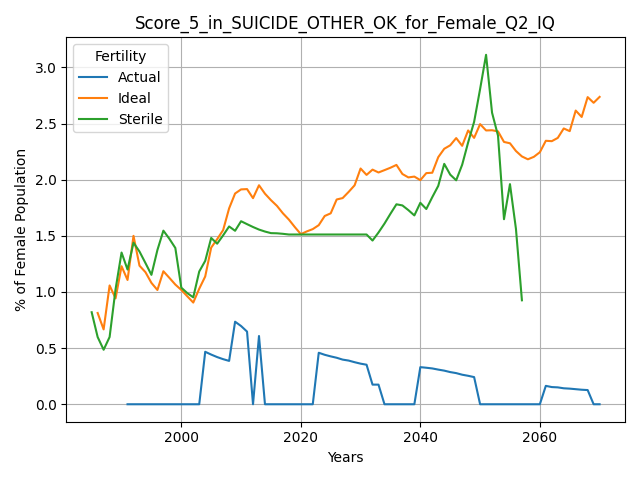 Score_5_in_SUICIDE_OTHER_OK_for_Female_Q2_IQ
Fertility
Actual
Ideal
Sterile
% of Female Population
3.0
2.5
2.0
1.5
1.0
0.5
0.0
2000
2020
2040
2060
Years